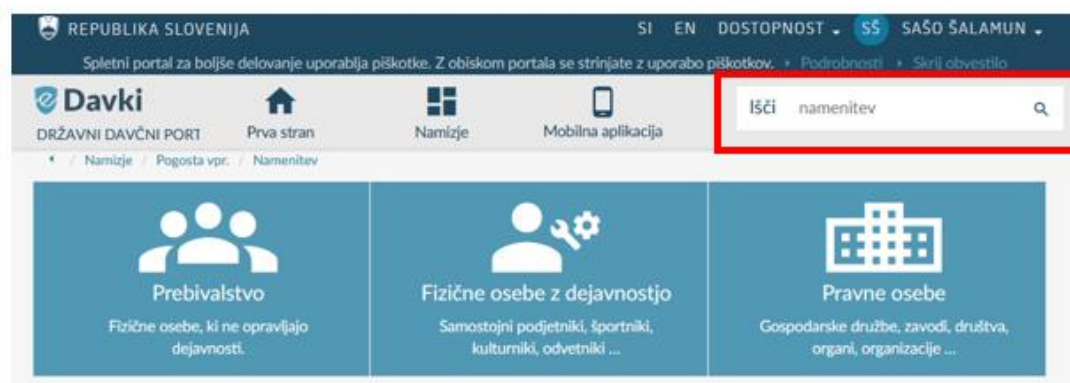 REPUBLIKA SLOVENIJA SI EN DOSTOPNOST SŠ SAŠO ŠALAMUN
Spletni portal za boljše delovanje uporablja piškotke. Z obiskom portala se strinjate z uporabo piškotkov. Podrobnosti Skrij obvestilo
Davki
DRŽAVNI DAVČNI PORT
Prva stran
Namizje
Mobilna aplikacija
Išči namenitev
/ Namizje / Pogosta vpr. / Namenitev
Prebivalstvo
Fizične osebe, ki ne opravljajo
dejavnosti.
Fizične osebe z dejavnostjo
Samostojni podjetniki, športniki,
kulturniki, odvetniki ...
Pravne osebe
Gospodarske družbe, zavodi, društva,
organi, organizacije ...